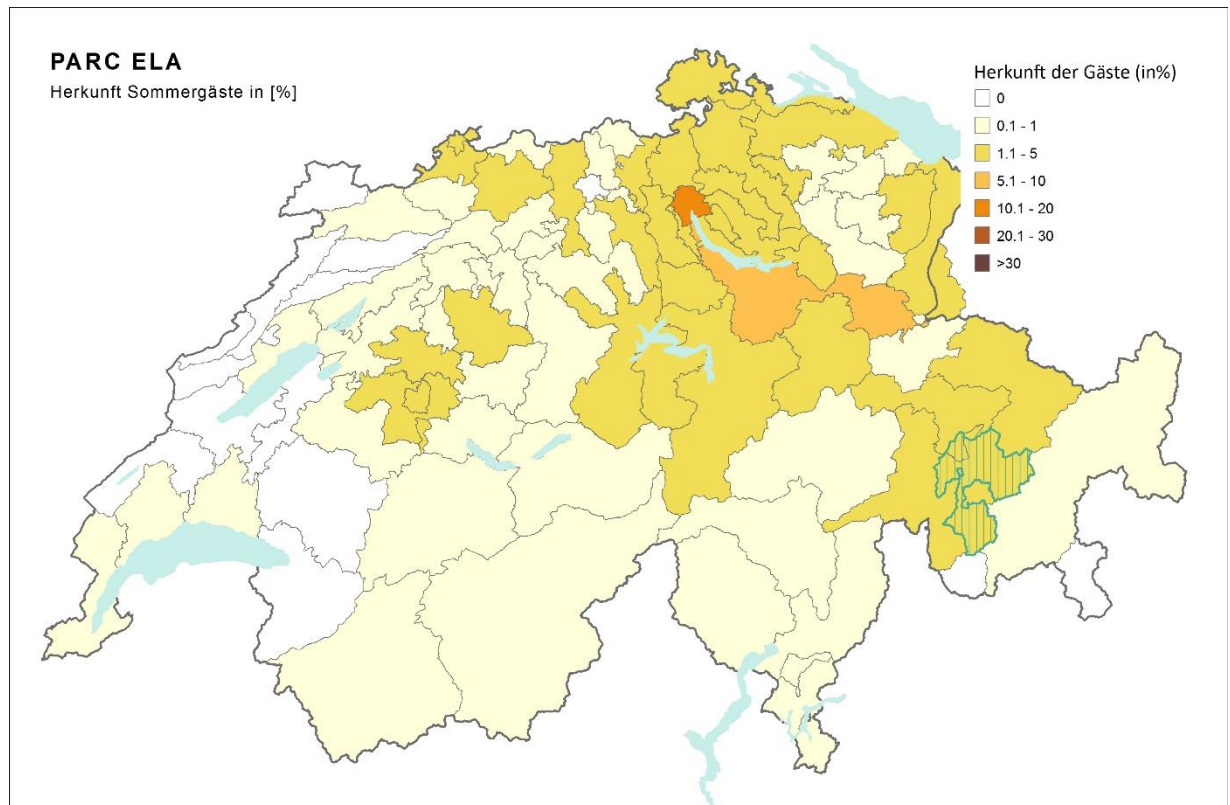 PARC ELA
Herkunft Sommergäste in [%]
Herkunft der Gäste (in%)
0
0.1 - 1
1.1 - 5
5.1 - 10
10.1 - 20
20.1 - 30
>30